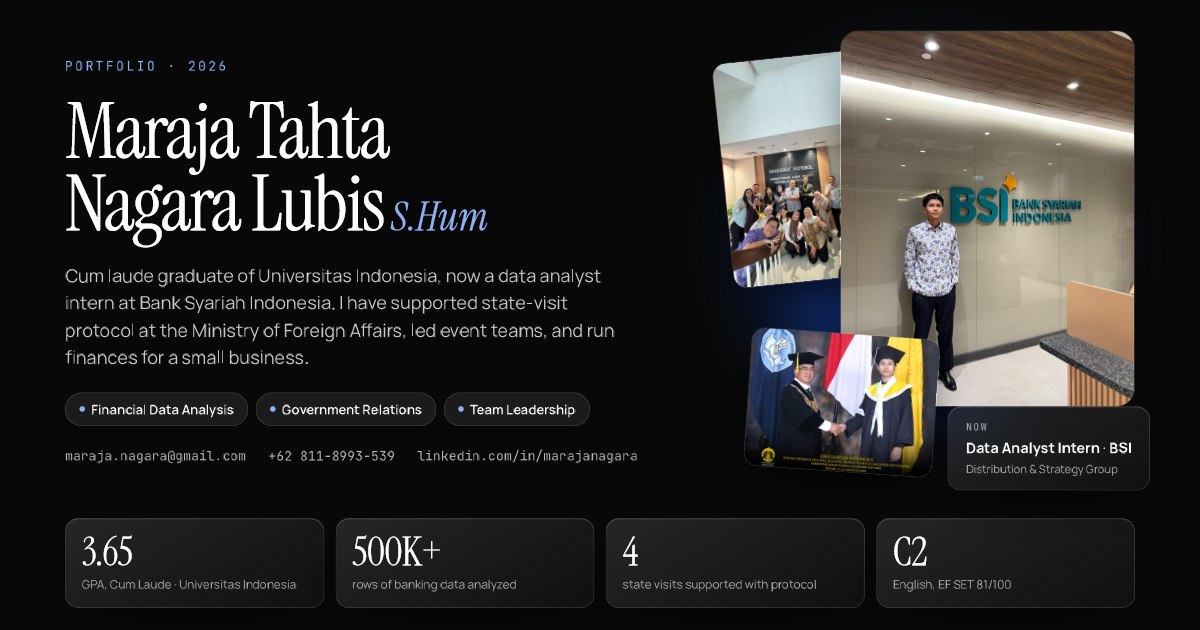 PORTFOLIO · 2026
Maraja Tahta
Nagara Lubis S.Hum
Cum laude graduate of Universitas Indonesia, now a data analyst
intern at Bank Syariah Indonesia. I have supported state-visit
protocol at the Ministry of Foreign Affairs, led event teams, and run
finances for a small business.
Financial Data Analysis
Government Relations
Team Leadership
maraja.nagara@gmail.com
+62 811-8993-539
linkedin.com/in/marajanagara
BSI
BANK SYARIAH
INDONESIA
NOW
Data Analyst Intern · BSI
Distribution & Strategy Group
3.65
GPA, Cum Laude · Universitas Indonesia
500K+
rows of banking data analyzed
4
state visits supported with protocol
C2
English, EF SET 81/100